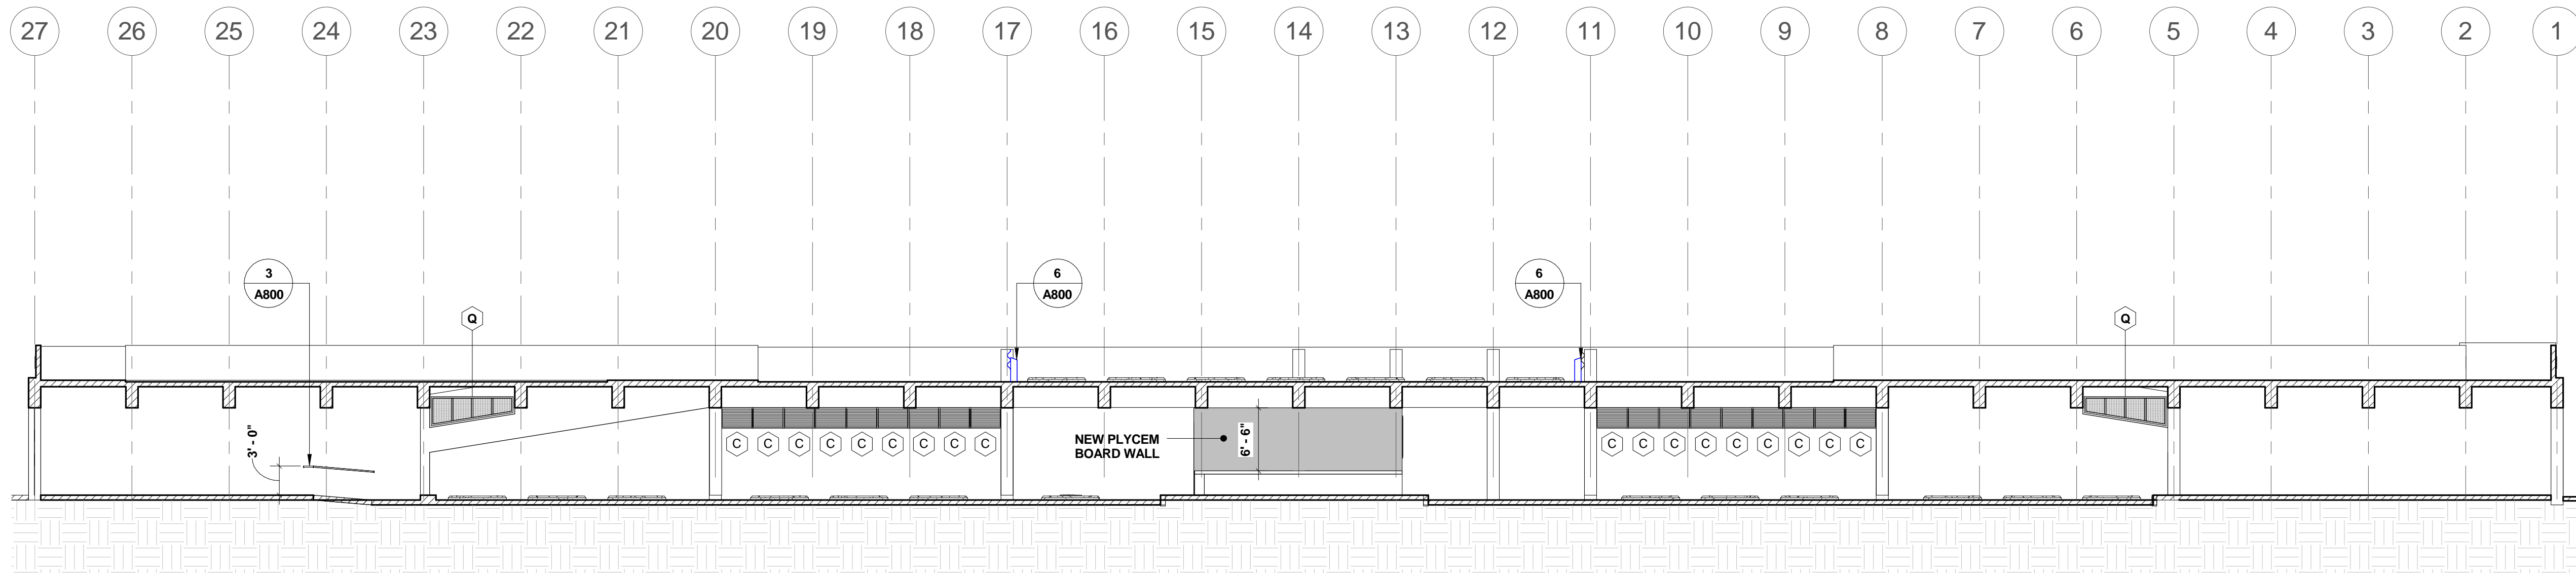 27 26 25 24 23 22 21 20 19 18 17 16 15 14 13 12 11 10 9 8 7 6 5 4 3 2 1
3
A800
6
A800
6
A800
Q
Q
3' - 0"
NEW PLYCEM
BOARD WALL
6' - 6"
C C C C C C C C C
C C C C C C C C C